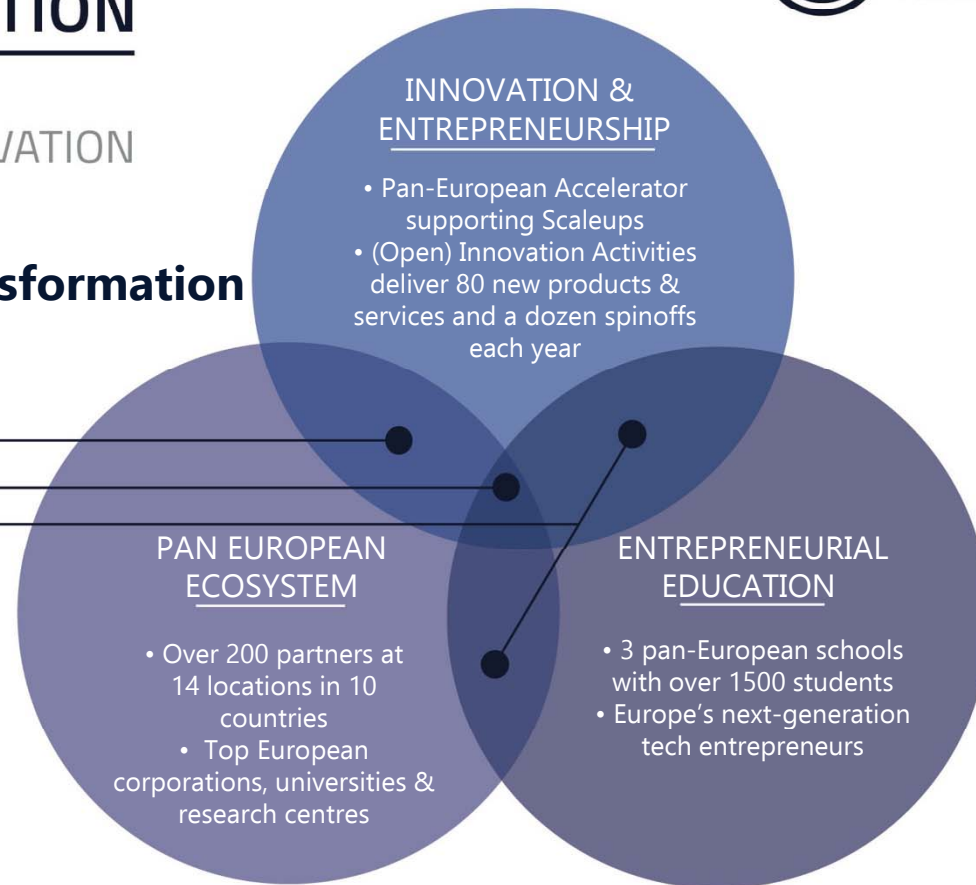 TION
VATION
sformation
INNOVATION &
ENTREPRENEURSHIP
• Pan-European Accelerator
supporting Scaleups
• (Open) Innovation Activities
deliver 80 new products &
services and a dozen spinoffs
each year
PAN EUROPEAN
ECOSYSTEM
• Over 200 partners at
14 locations in 10
countries
• Top European
corporations, universities &
research centres
ENTREPRENEURIAL
EDUCATION
• 3 pan-European schools
with over 1500 students
• Europe’s next-generation
tech entrepreneurs